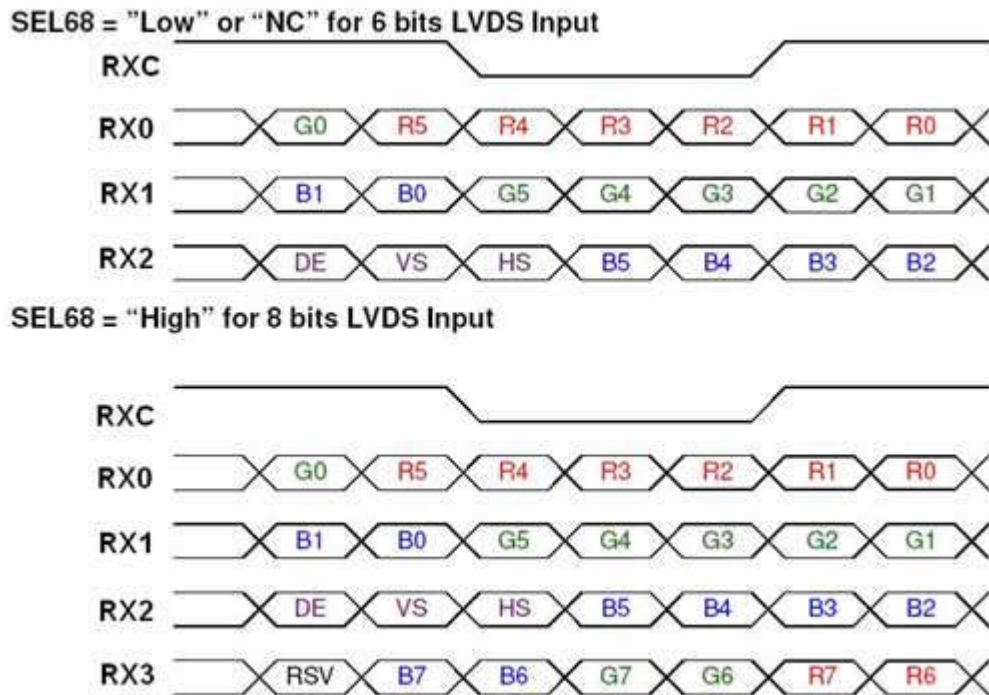 SEL68 = "Low" or "NC" for 6 bits LVDS Input
RXC
RX0 G0 R5 R4 R3 R2 R1 R0
RX1 B1 B0 G5 G4 G3 G2 G1
RX2 DE VS HS B5 B4 B3 B2
SEL68 = "High" for 8 bits LVDS Input
RXC
RX0 G0 R5 R4 R3 R2 R1 R0
RX1 B1 B0 G5 G4 G3 G2 G1
RX2 DE VS HS B5 B4 B3 B2
RX3 RSV B7 B6 G7 G6 R7 R6